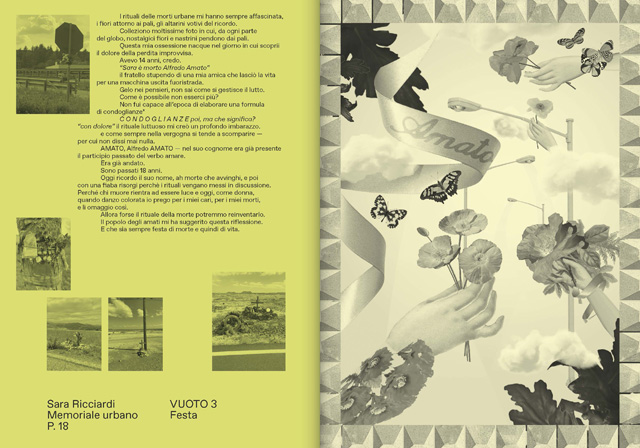 I rituali delle morti urbane mi hanno sempre affascinata,
i fiori attorno ai pali, gli altarini votivi del ricordo.
Colleziono moltissime foto in cui, da ogni parte
del globo, nostalgici fiori e nastrini pendono dai pali.
Questa mia ossessione nacque nel giorno in cui scoprii
il dolore della perdita improvvisa.
Avevo 14 anni, credo.
"Sarà è morto Alfredo Amato"
il fratello stupendo di una mia amica che lasciò la vita
per una macchina uscita fuoristrada.
Gelo nei pensieri, non sai come si gestisce il lutto.
Come è possibile non esserci più?
Non fui capace all'epoca di elaborare una formula
di condoglianze"
CONDOGLIANZE poi, ma che significa?
"con dolore" il rituale luttuoso mi creò un profondo imbarazzo.
e come sempre nella vergogna si tende a scomparire —
per cui non dissi mai nulla.
AMATO, Alfredo AMATO — nel suo cognome era già presente
il participio passato del verbo amare.
Era già andato.
Sono passati 18 anni.
Oggi ricordo il suo nome, ah morte che avvinghi, e poi
con una fiaba risorgi perché i rituali vengano messi in discussione.
Perché chi muore rientra ad essere luce e oggi, come donna,
quando danzo colorata io prego per i miei cari, per i miei morti,
e li omaggio così.
Allora forse il rituale della morte potremmo reinventarlo.
Il popolo degli amati mi ha suggerito questa riflessione.
E che sia sempre festa di morte e quindi di vita.
Sara Ricciardi
Memoriale urbano
P. 18
VUOTO 3
Festa
Amato